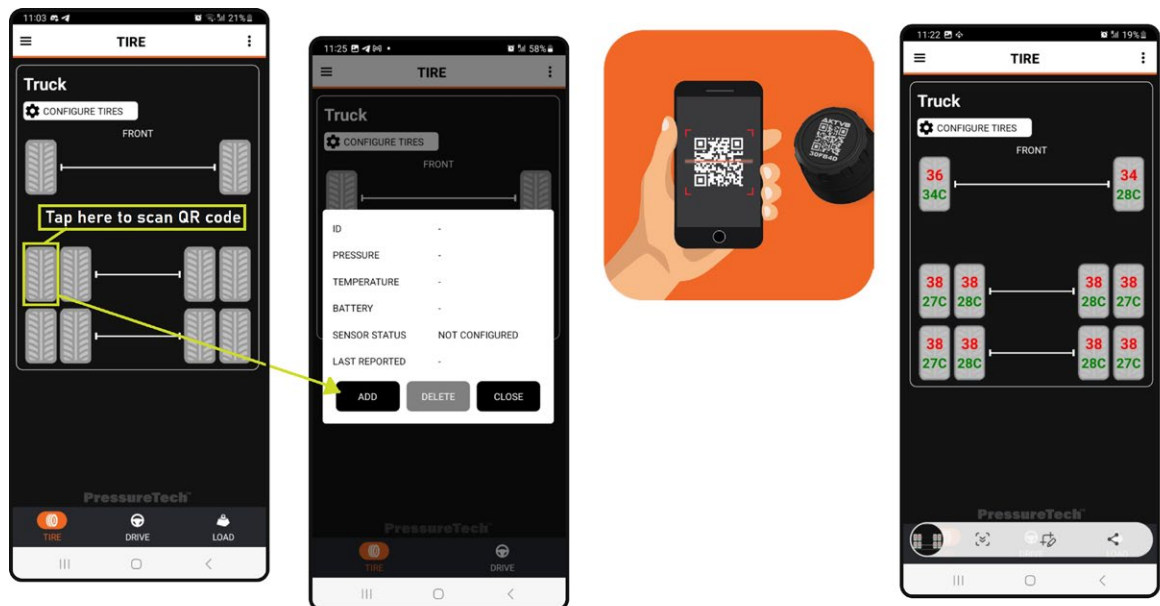 11:03
21%
TIRE
Truck
CONFIGURE TIRES
FRONT
Tap here to scan QR code
PressureTech
TIRE
DRIVE
LOAD
11:25
58%
TIRE
Truck
CONFIGURE TIRES
FRONT
ID -
PRESSURE -
TEMPERATURE -
BATTERY -
SENSOR STATUS NOT CONFIGURED
LAST REPORTED -
ADD DELETE CLOSE
PressureTech
TIRE
DRIVE
AKTV8
3DFB4D
11:22
19%
TIRE
Truck
CONFIGURE TIRES
FRONT
36 34
34C 28C
38 38 38 38
27C 28C 28C 27C
38 38 38 38
27C 28C 28C 27C
PressureTech
LOAD